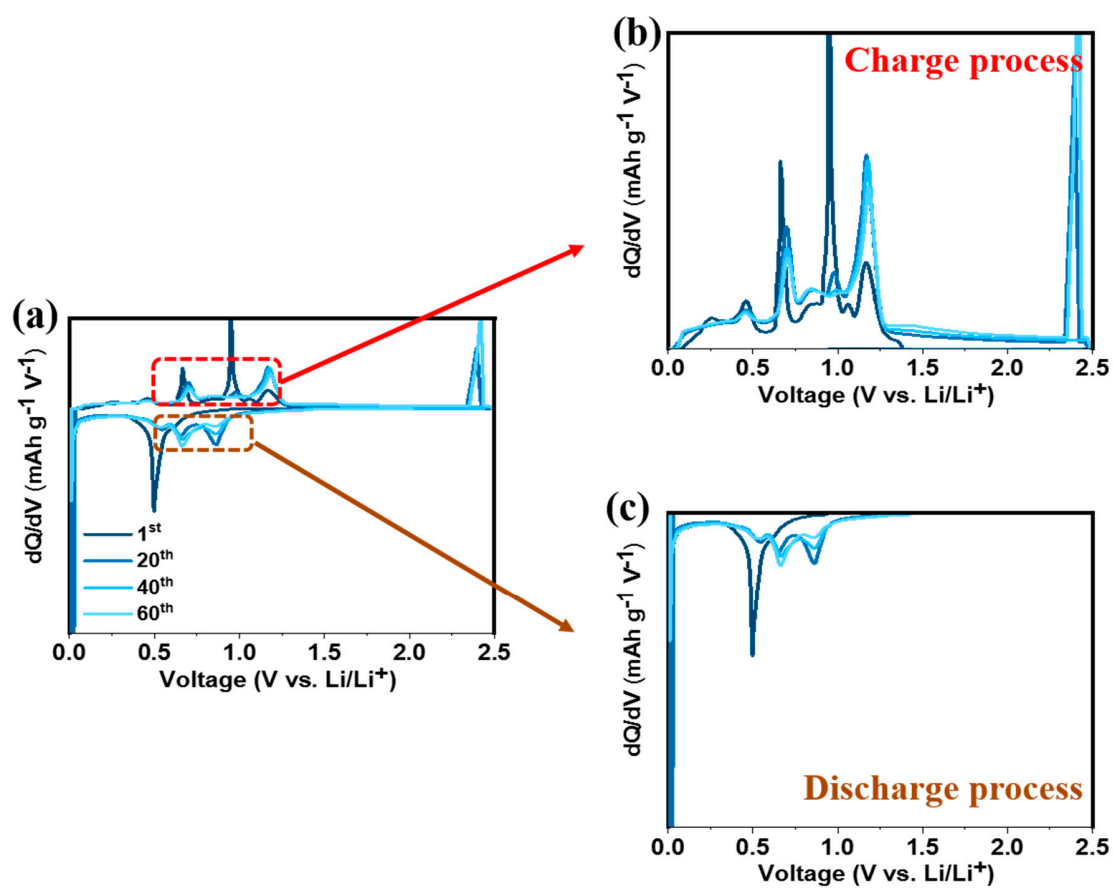 (a)
dQ/dV (mAh g⁻¹ V⁻¹)
1ˢᵗ
20ᵗʰ
40ᵗʰ
60ᵗʰ
0.0 0.5 1.0 1.5 2.0 2.5
Voltage (V vs. Li/Li⁺)
(b)
Charge process
dQ/dV (mAh g⁻¹ V⁻¹)
0.0 0.5 1.0 1.5 2.0 2.5
Voltage (V vs. Li/Li⁺)
(c)
dQ/dV (mAh g⁻¹ V⁻¹)
Discharge process
0.0 0.5 1.0 1.5 2.0 2.5
Voltage (V vs. Li/Li⁺)